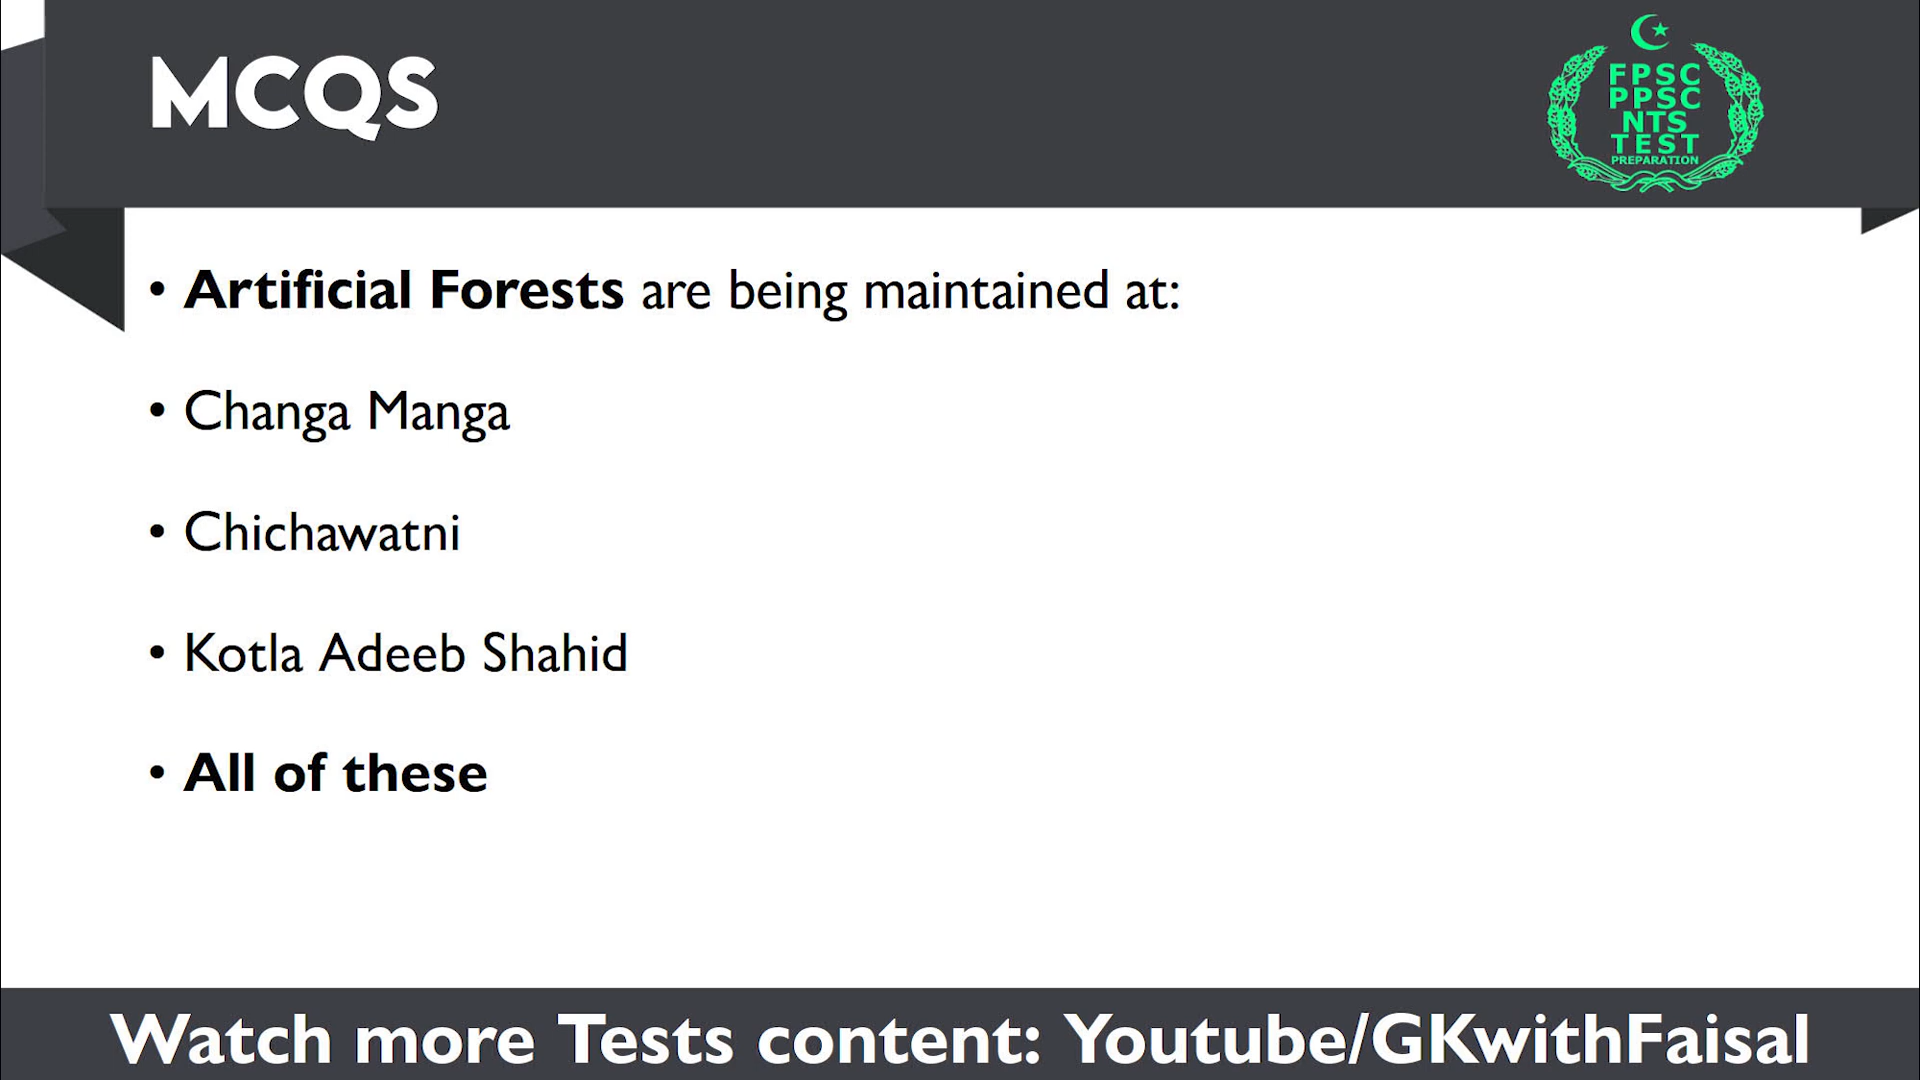 MCQS
FPSC
PPSC
NTS
TEST
PREPARATION
• Artificial Forests are being maintained at:
• Changa Manga
• Chichawatni
• Kotla Adeeb Shahid
• All of these
Watch more Tests content: Youtube/GKwithFaisal